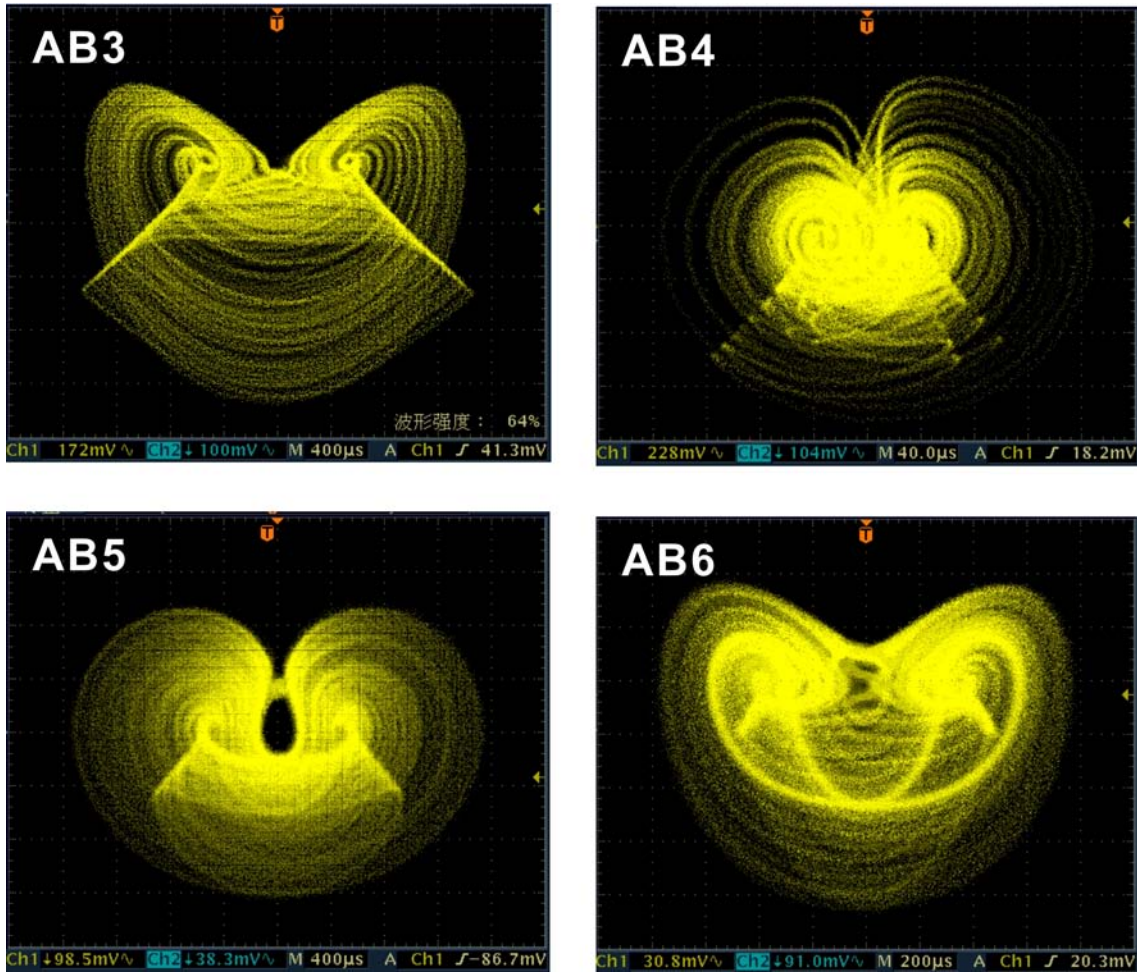 AB3
T
波形强度： 64%
Ch1 172mV∿ Ch2↓100mV∿ M 400µs A Ch1 ∫ 41.3mV
AB4
T
Ch1 228mV∿ Ch2↓104mV∿ M 40.0µs A Ch1 ∫ 18.2mV
AB5
T
Ch1↓98.5mV∿ Ch2↓38.3mV∿ M 400µs A Ch1 ∫-86.7mV
AB6
T
Ch1 30.8mV∿ Ch2↓91.0mV∿ M 200µs A Ch1 ∫ 20.3mV